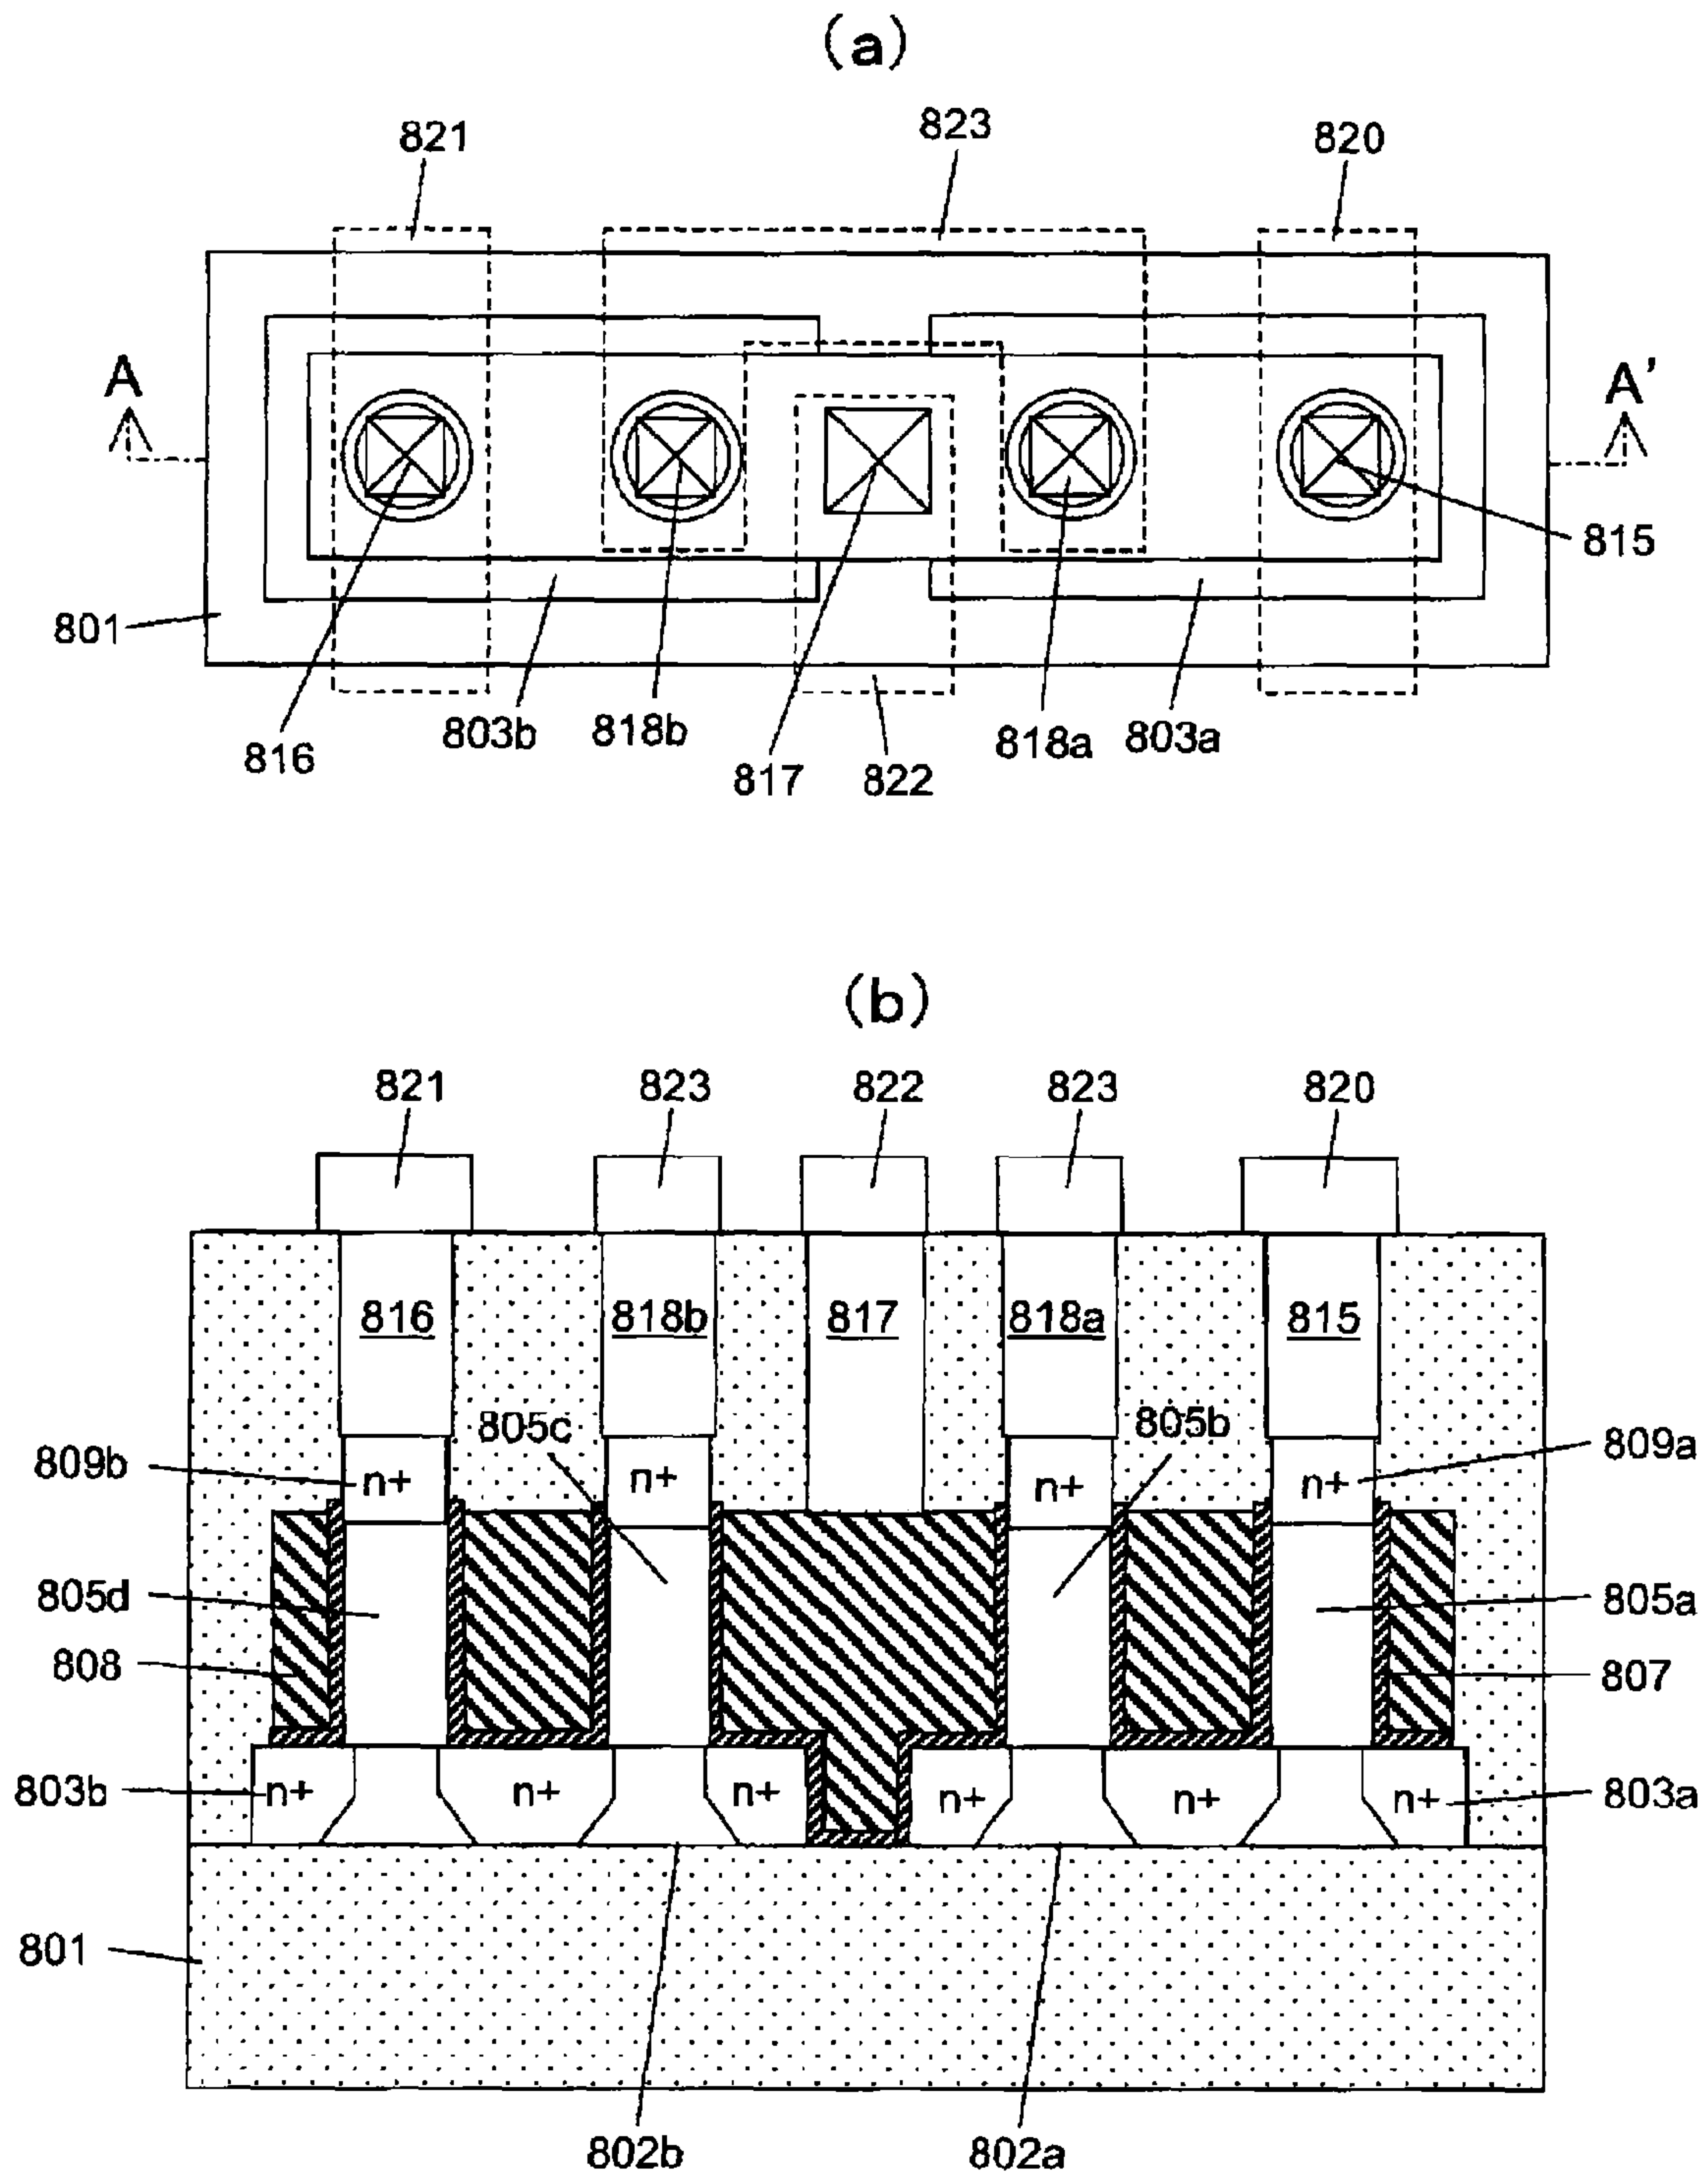 (a)
821 823 820
A A'
815
801
816 803b 818b 817 822 818a 803a
(b)
821 823 822 823 820
816 818b 817 818a 815
805c 805b
809b n+ n+ n+ n+ 809a
805d 805a
808 807
803b n+ n+ n+ n+ n+ n+ 803a
801
802b 802a